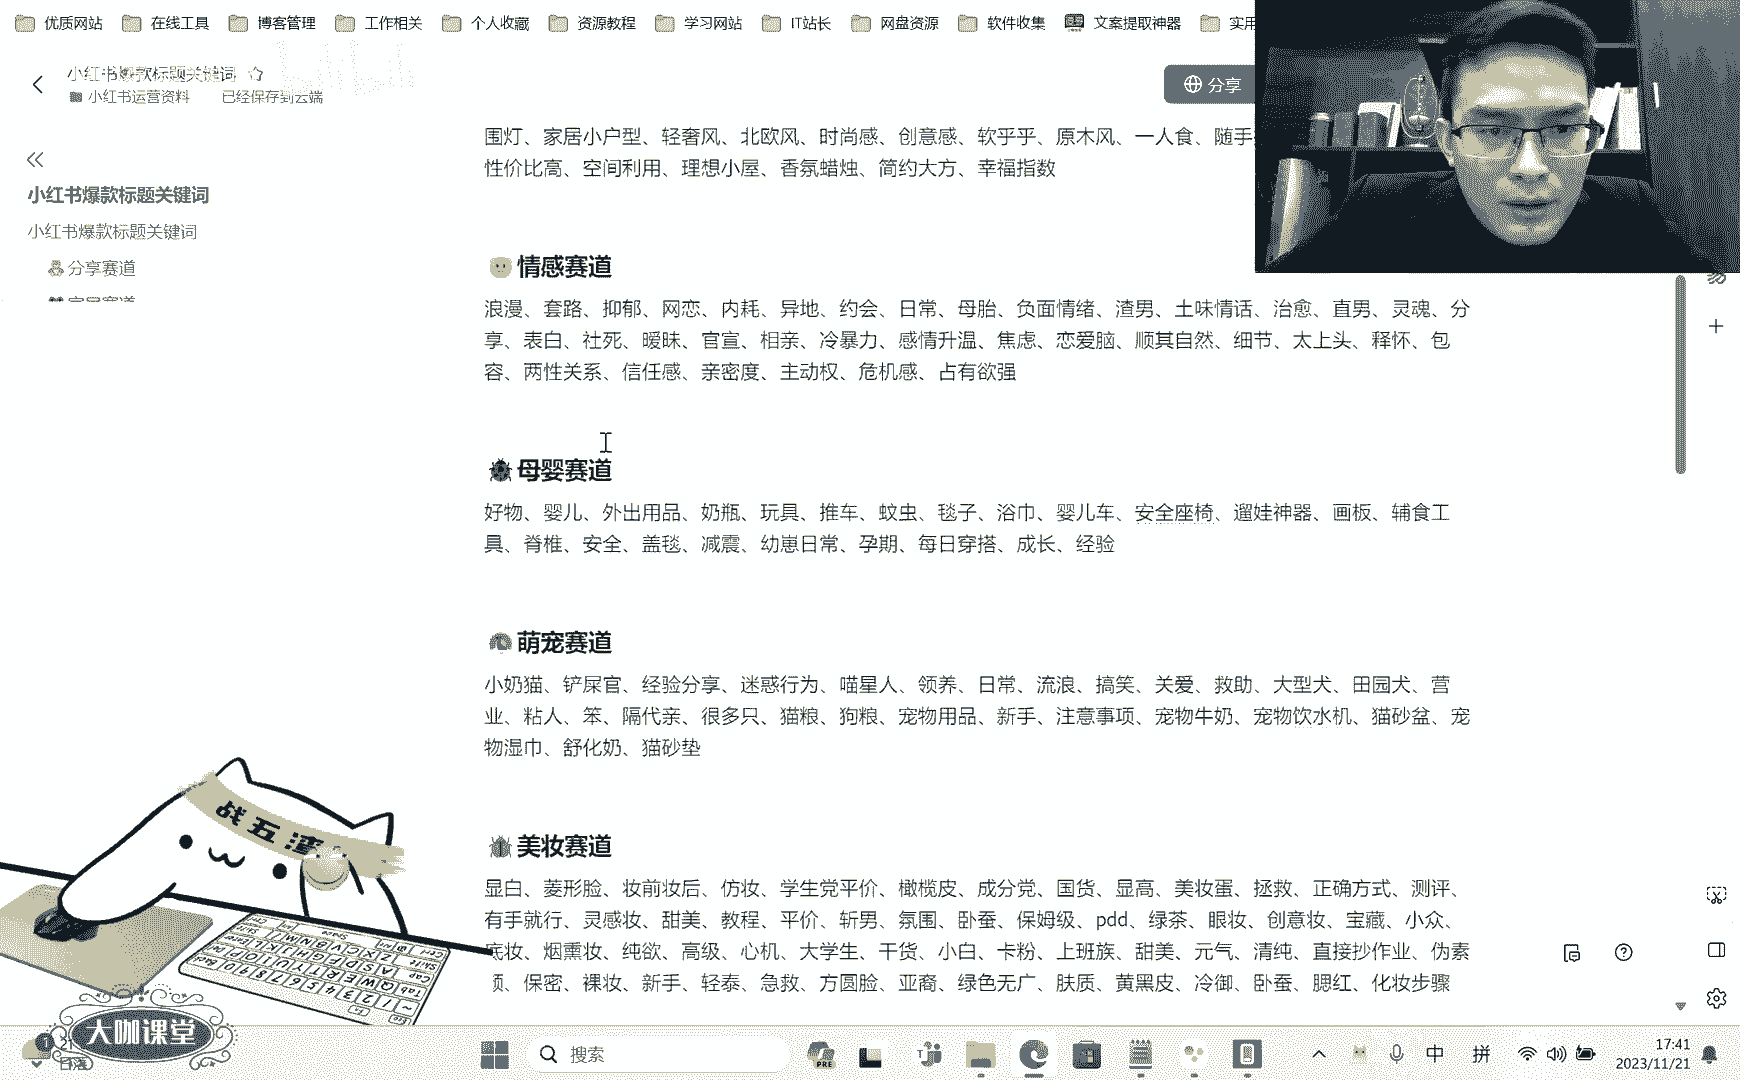 优质网站 在线工具 博客管理 工作相关 个人收藏 资源教程 学习网站 IT站长 网盘资源 软件收集 文案提取神器 实用
小红书爆款标题关键词
小红书运营资料 已经保存到云端
分享
小红书爆款标题关键词
小红书爆款标题关键词
分享赛道
围灯、家居小户型、轻奢风、北欧风、时尚感、创意感、软乎乎、原木风、一人食、随手
性价比高、空间利用、理想小屋、香氛蜡烛、简约大方、幸福指数
情感赛道
浪漫、套路、抑郁、网恋、内耗、异地、约会、日常、母胎、负面情绪、渣男、土味情话、治愈、直男、灵魂、分
享、表白、社死、暧昧、官宣、相亲、冷暴力、感情升温、焦虑、恋爱脑、顺其自然、细节、太上头、释怀、包
容、两性关系、信任感、亲密度、主动权、危机感、占有欲强
母婴赛道
好物、婴儿、外出用品、奶瓶、玩具、推车、蚊虫、毯子、浴巾、婴儿车、安全座椅、遛娃神器、画板、辅食工
具、脊椎、安全、盖毯、减震、幼崽日常、孕期、每日穿搭、成长、经验
萌宠赛道
小奶猫、铲屎官、经验分享、迷惑行为、喵星人、领养、日常、流浪、搞笑、关爱、救助、大型犬、田园犬、营
业、粘人、笨、隔代亲、很多只、猫粮、狗粮、宠物用品、新手、注意事项、宠物牛奶、宠物饮水机、猫砂盆、宠
物湿巾、舒化奶、猫砂垫
美妆赛道
显白、菱形脸、妆前妆后、仿妆、学生党平价、橄榄皮、成分党、国货、显高、美妆蛋、拯救、正确方式、测评、
有手就行、灵感妆、甜美、教程、平价、斩男、氛围、卧蚕、保姆级、pdd、绿茶、眼妆、创意妆、宝藏、小众、
底妆、烟熏妆、纯欲、高级、心机、大学生、干货、小白、卡粉、上班族、甜美、元气、清纯、直接抄作业、伪素
颜、保密、裸妆、新手、轻泰、急救、方圆脸、亚裔、绿色无广、肤质、黄黑皮、冷御、卧蚕、腮红、化妆步骤
战五渣
大咖课堂
搜索
PRE
中 拼
17:41
2023/11/21